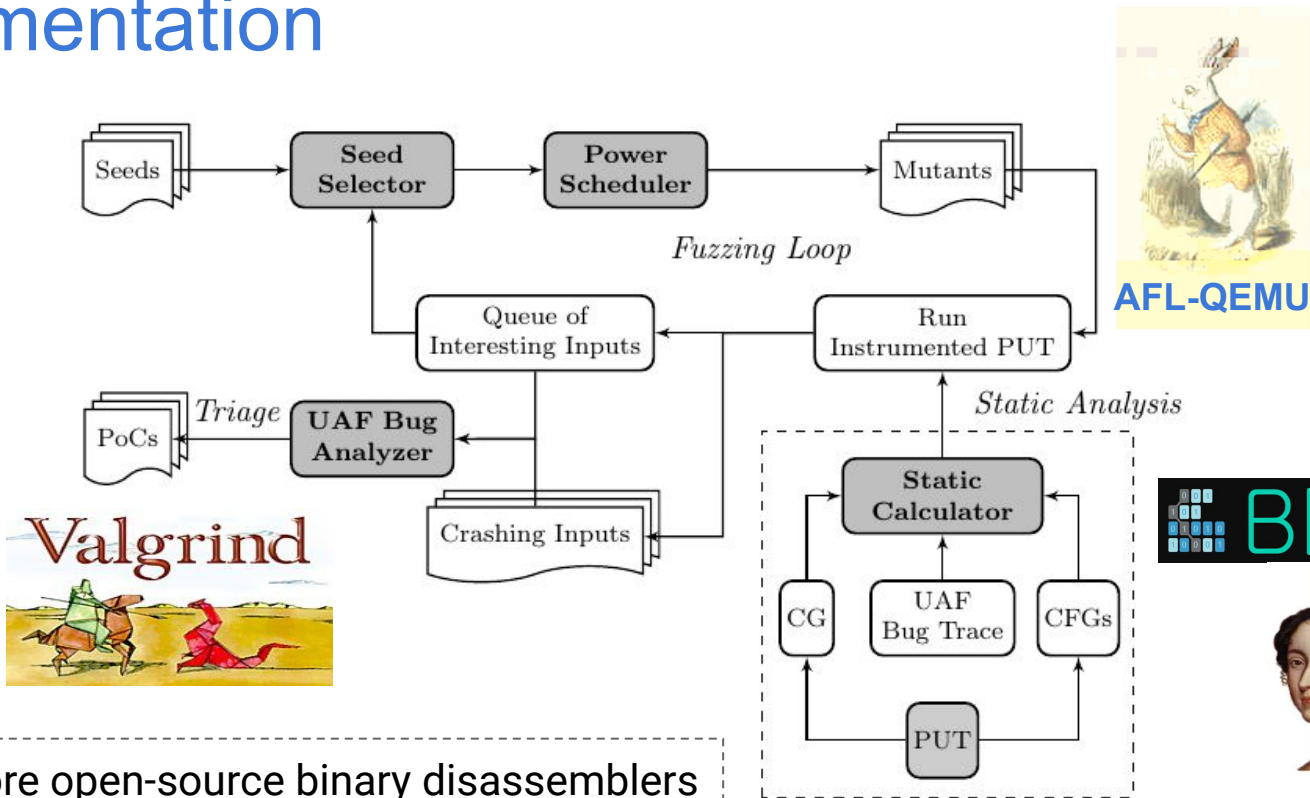 mentation
Seeds
Seed
Selector
Power
Scheduler
Mutants
Fuzzing Loop
AFL-QEMU
Queue of
Interesting Inputs
Run
Instrumented PUT
Static Analysis
PoCs
Triage
UAF Bug
Analyzer
Static
Calculator
Crashing Inputs
Valgrind
CG
UAF
Bug Trace
CFGs
PUT
ore open-source binary disassemblers